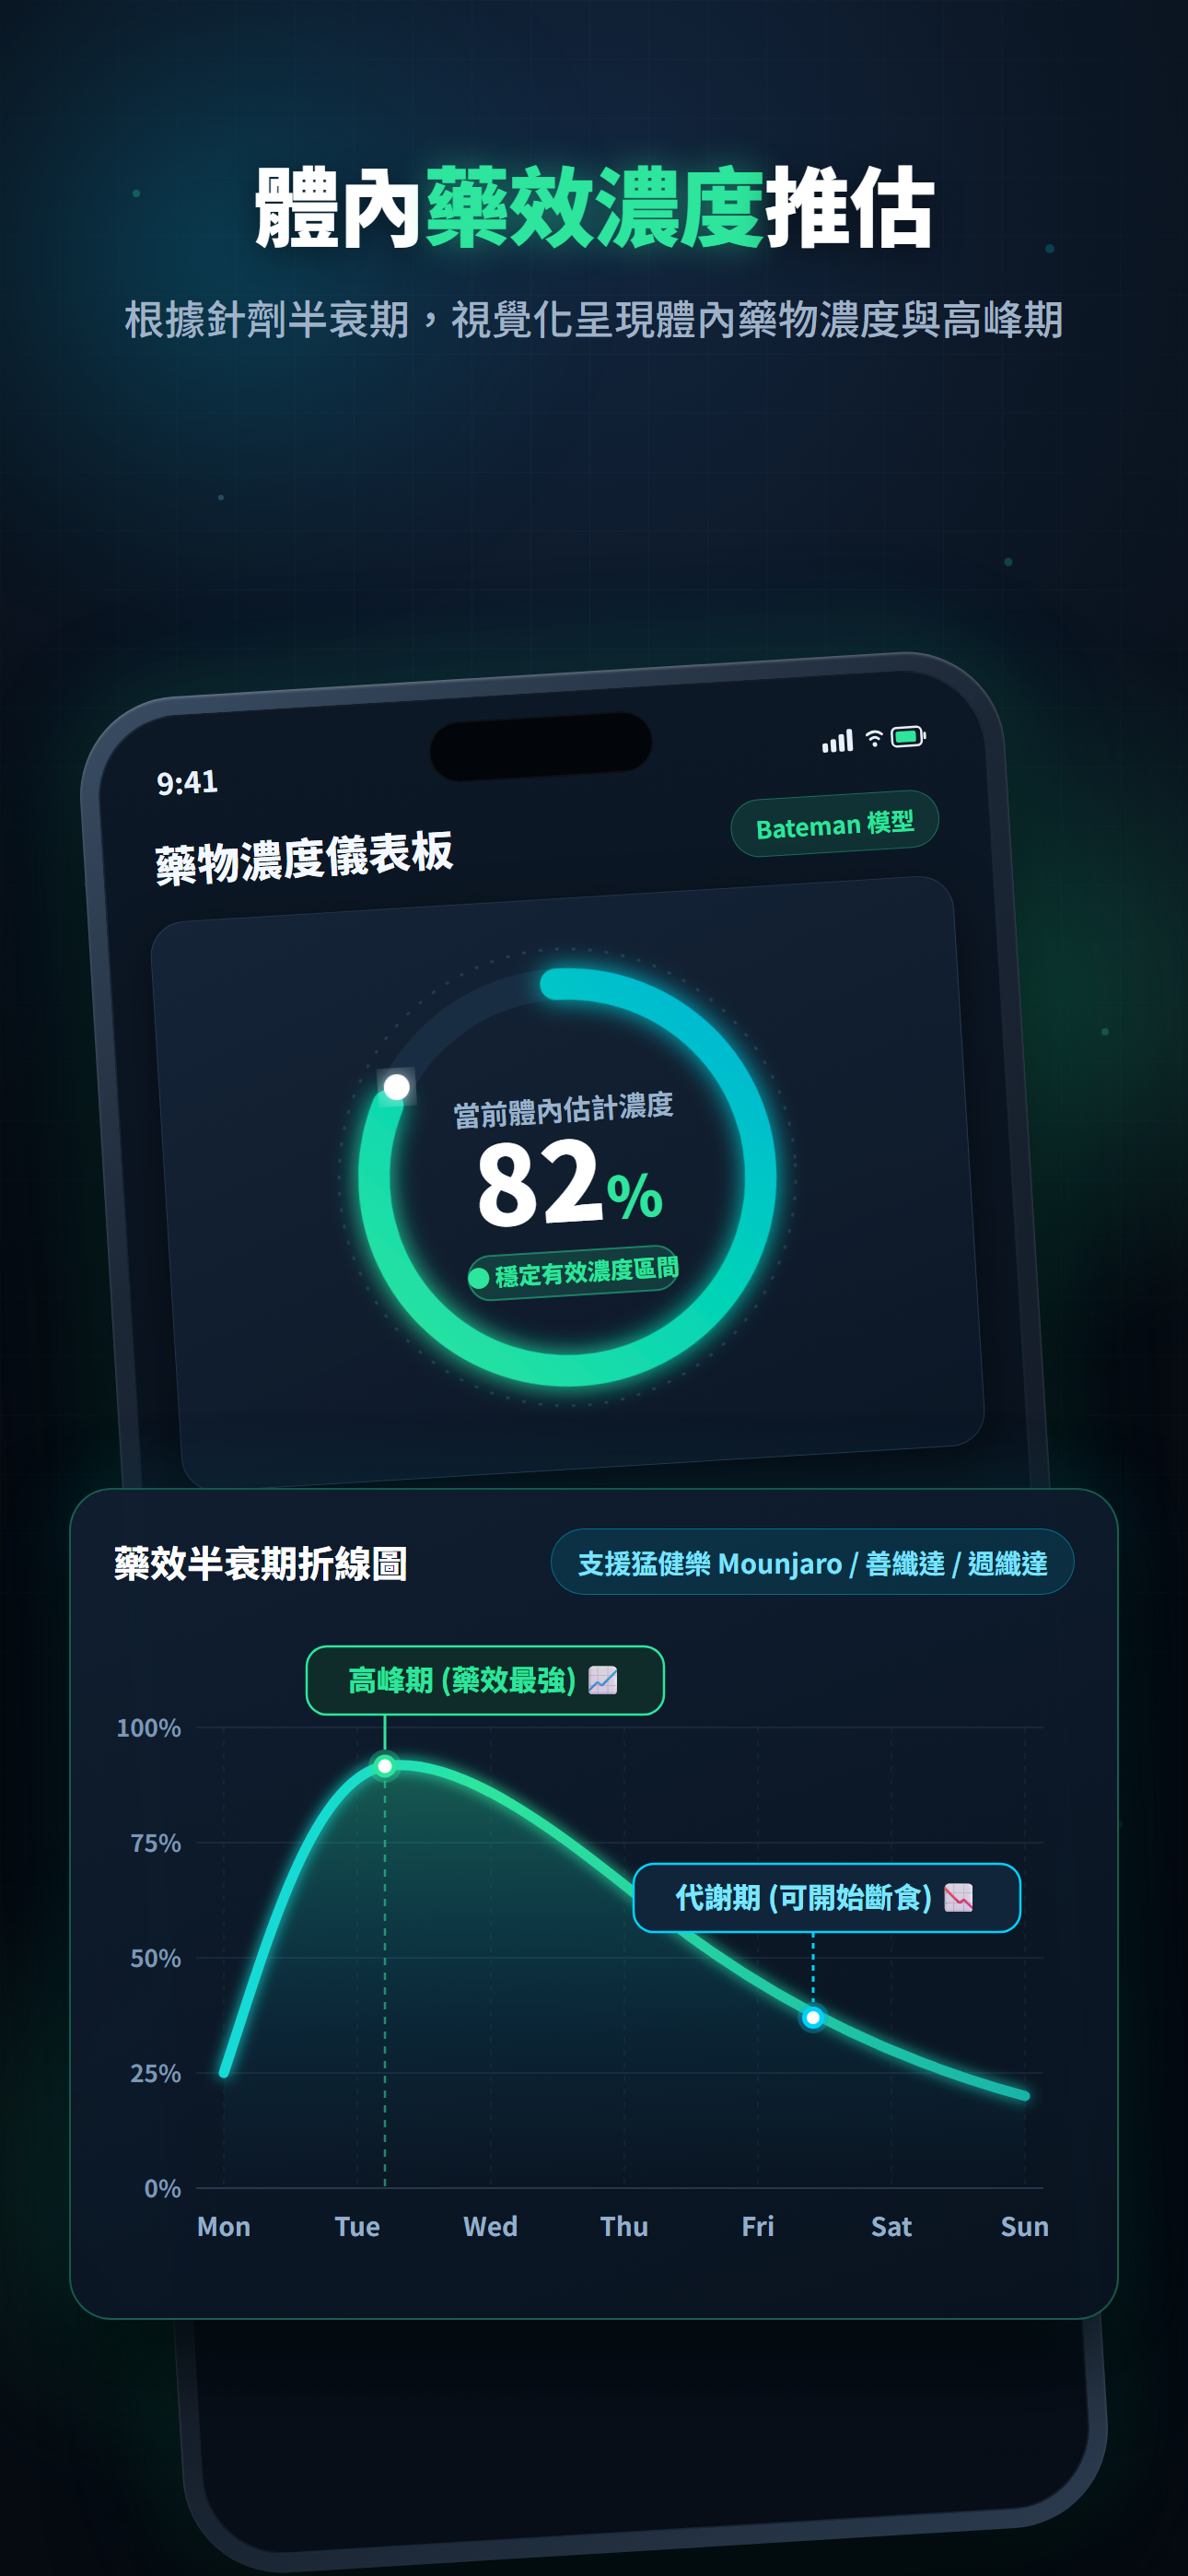 體內藥效濃度推估
根據針劑半衰期，視覺化呈現體內藥物濃度與高峰期
9:41
藥物濃度儀表板
Bateman 模型
當前體內估計濃度
82%
穩定有效濃度區間
藥效半衰期折線圖
支援猛健樂 Mounjaro / 善纖達 / 週纖達
高峰期 (藥效最強)
100%
75%
代謝期 (可開始斷食)
50%
25%
0%
Mon Tue Wed Thu Fri Sat Sun